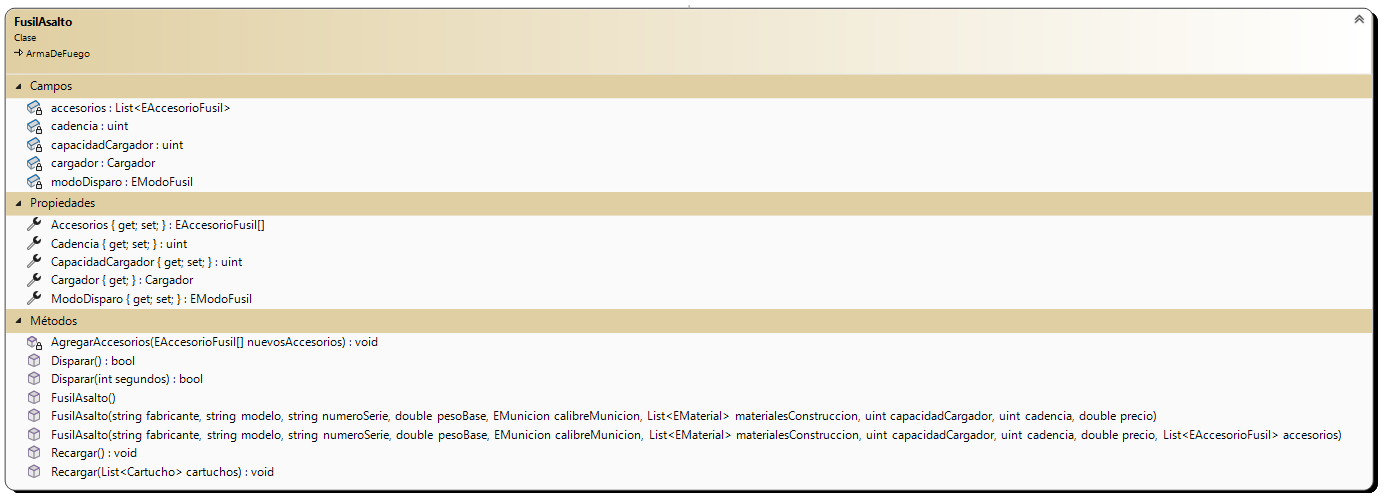 FusilAsalto
Clase
ArmaDeFuego
Campos
accesorios : List<EAccesorioFusil>
cadencia : uint
capacidadCargador : uint
cargador : Cargador
modoDisparo : EModoFusil
Propiedades
Accesorios { get; set; } : EAccesorioFusil[]
Cadencia { get; set; } : uint
CapacidadCargador { get; set; } : uint
Cargador { get; } : Cargador
ModoDisparo { get; set; } : EModoFusil
Métodos
AgregarAccesorios(EAccesorioFusil[] nuevosAccesorios) : void
Disparar() : bool
Disparar(int segundos) : bool
FusilAsalto()
FusilAsalto(string fabricante, string modelo, string numeroSerie, double pesoBase, EMunicion calibreMunicion, List<EMaterial> materialesConstruccion, uint capacidadCargador, uint cadencia, double precio)
FusilAsalto(string fabricante, string modelo, string numeroSerie, double pesoBase, EMunicion calibreMunicion, List<EMaterial> materialesConstruccion, uint capacidadCargador, uint cadencia, double precio, List<EAccesorioFusil> accesorios)
Recargar() : void
Recargar(List<Cartucho> cartuchos) : void